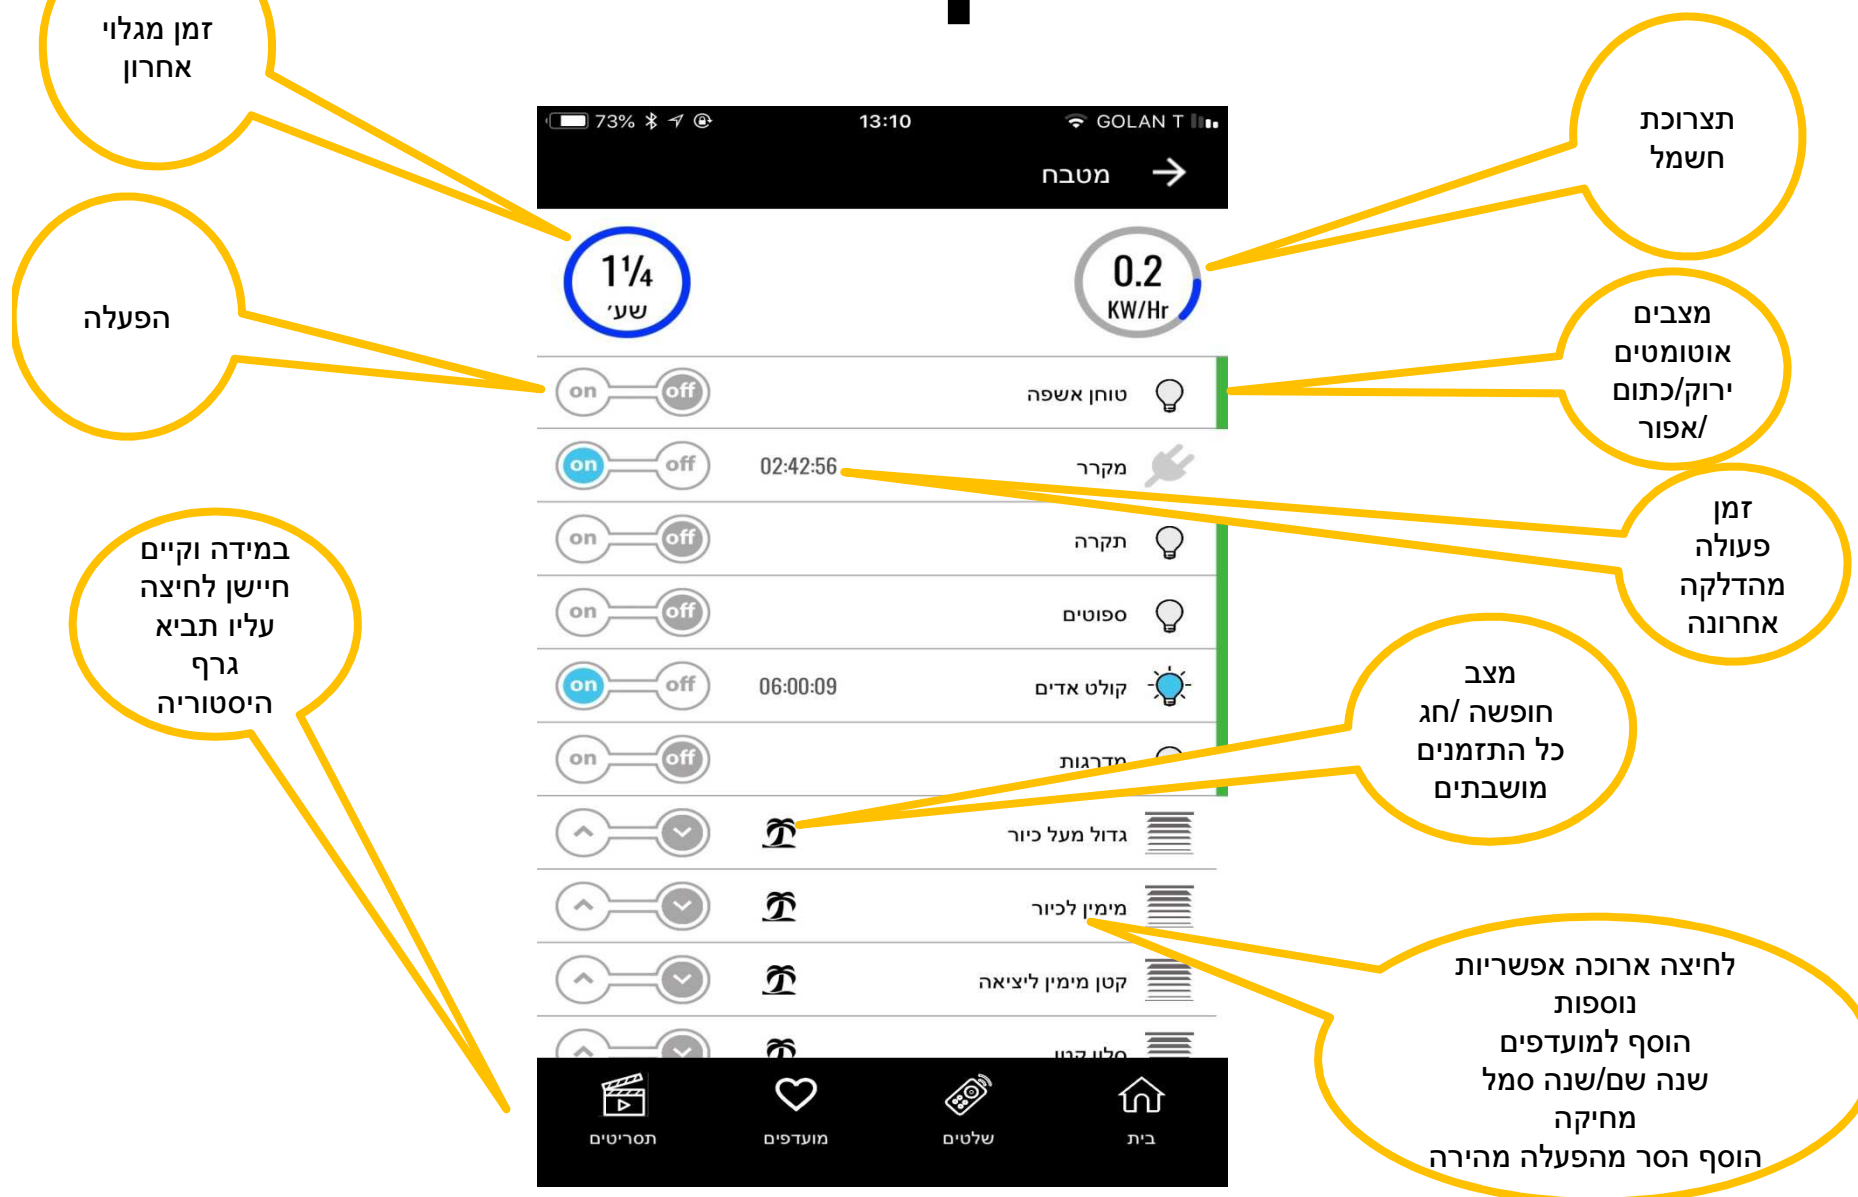 זמן מגלוי
אחרון
תצרוכת
חשמל
הפעלה
מצבים
אוטומטים
ירוק/כתום
/אפור
זמן
פעולה
מהדלקה
אחרונה
במידה וקיים
חיישן לחיצה
עליו תביא
גרף
היסטוריה
מצב
חופשה /חג
כל התזמנים
מושבתים
לחיצה ארוכה אפשריות
נוספות
הוסף למועדפים
שנה שם/שנה סמל
מחיקה
הוסף הסר מהפעלה מהירה
73% 13:10 GOLAN T
מטבח
1¼
שע׳
0.2
KW/Hr
טוחן אשפה off on
מקרר 02:42:56 off on
תקרה off on
ספוטים off on
קולט אדים 06:00:09 off on
מדרגות off on
גדול מעל כיור
מימין לכיור
קטן מימין ליציאה
סלון קטן
בית שלטים מועדפים תסריטים